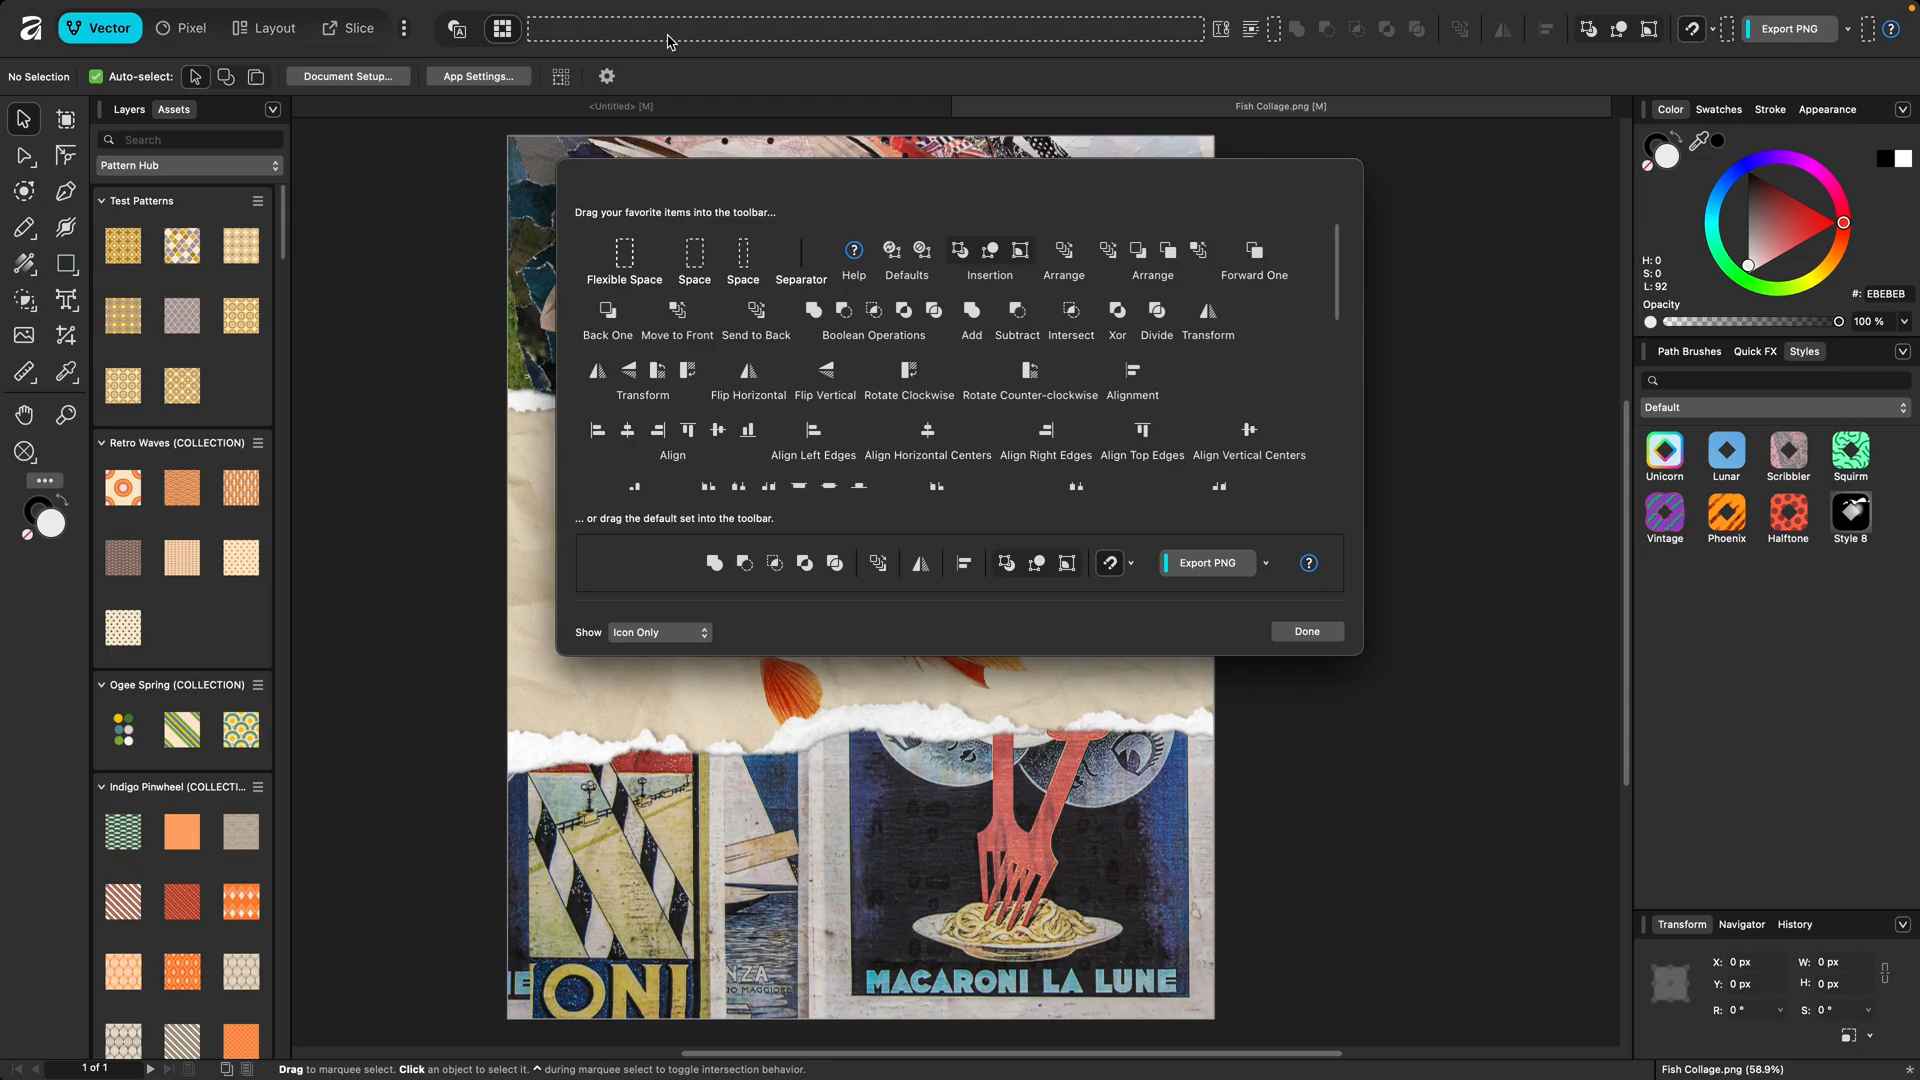 Vector Pixel Layout Slice Export PNG ?
No Selection Auto-select: Document Setup... App Settings...
Layers Assets
<Untitled> [M] Fish Collage.png [M]
Color Swatches Stroke Appearance
Search
Pattern Hub
Test Patterns
Retro Waves (COLLECTION)
Ogee Spring (COLLECTION)
Indigo Pinwheel (COLLECTI...
Drag your favorite items into the toolbar...
Flexible Space Space Space Separator Help Defaults Insertion Arrange Arrange Forward One
Back One Move to Front Send to Back Boolean Operations Add Subtract Intersect Xor Divide Transform
Transform Flip Horizontal Flip Vertical Rotate Clockwise Rotate Counter-clockwise Alignment
Align Align Left Edges Align Horizontal Centers Align Right Edges Align Top Edges Align Vertical Centers
... or drag the default set into the toolbar.
Export PNG ?
Show Icon Only Done
ONI
NZA
MACARONI LA LUNE
H: 0
S: 0
L: 92
#: EBEBEB
Opacity
100 %
Path Brushes Quick FX Styles
Default
Unicorn Lunar Scribbler Squirm
Vintage Phoenix Halftone Style 8
Transform Navigator History
X: 0 px W: 0 px
Y: 0 px H: 0 px
R: 0 ° S: 0 °
1 of 1 Drag to marquee select. Click an object to select it. ⌃ during marquee select to toggle intersection behavior. Fish Collage.png (58.9%)